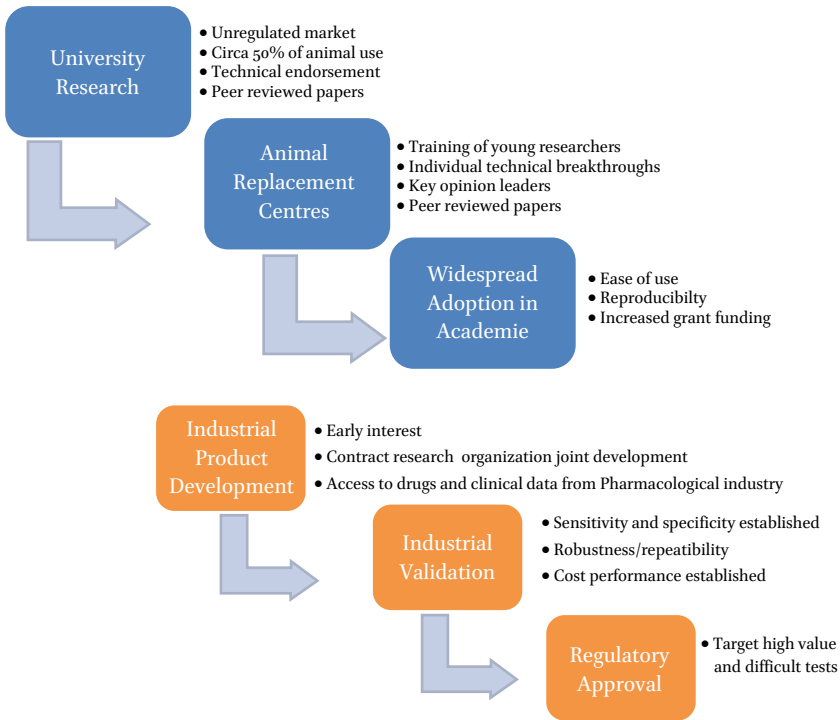 University
Research
• Unregulated market
• Circa 50% of animal use
• Technical endorsement
• Peer reviewed papers
Animal
Replacement
Centres
• Training of young researchers
• Individual technical breakthroughs
• Key opinion leaders
• Peer reviewed papers
Widespread
Adoption in
Academie
• Ease of use
• Reproducibilty
• Increased grant funding
Industrial
Product
Development
• Early interest
• Contract research organization joint development
• Access to drugs and clinical data from Pharmacological industry
Industrial
Validation
• Sensitivity and specificity established
• Robustness/repeatibility
• Cost performance established
Regulatory
Approval
• Target high value
and difficult tests